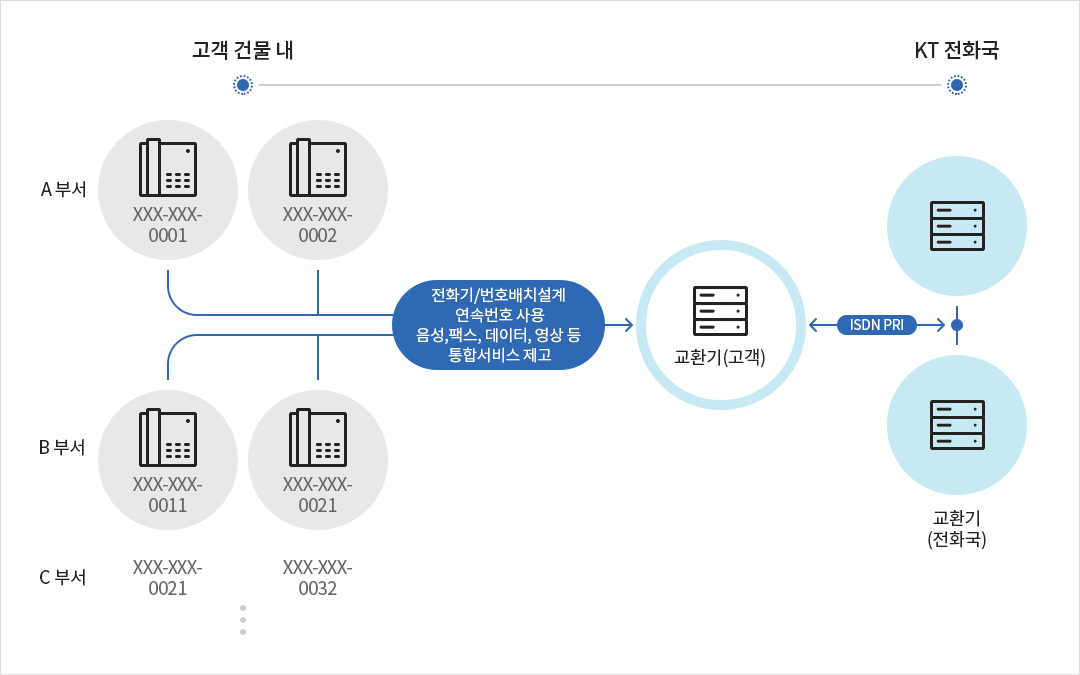 고객 건물 내
KT 전화국
A 부서
XXX-XXX-
0001
XXX-XXX-
0002
전화기/번호배치설계
연속번호 사용
음성,팩스, 데이터, 영상 등
통합서비스 제고
교환기(고객)
ISDN PRI
B 부서
XXX-XXX-
0011
XXX-XXX-
0021
교환기
(전화국)
C 부서
XXX-XXX-
0021
XXX-XXX-
0032